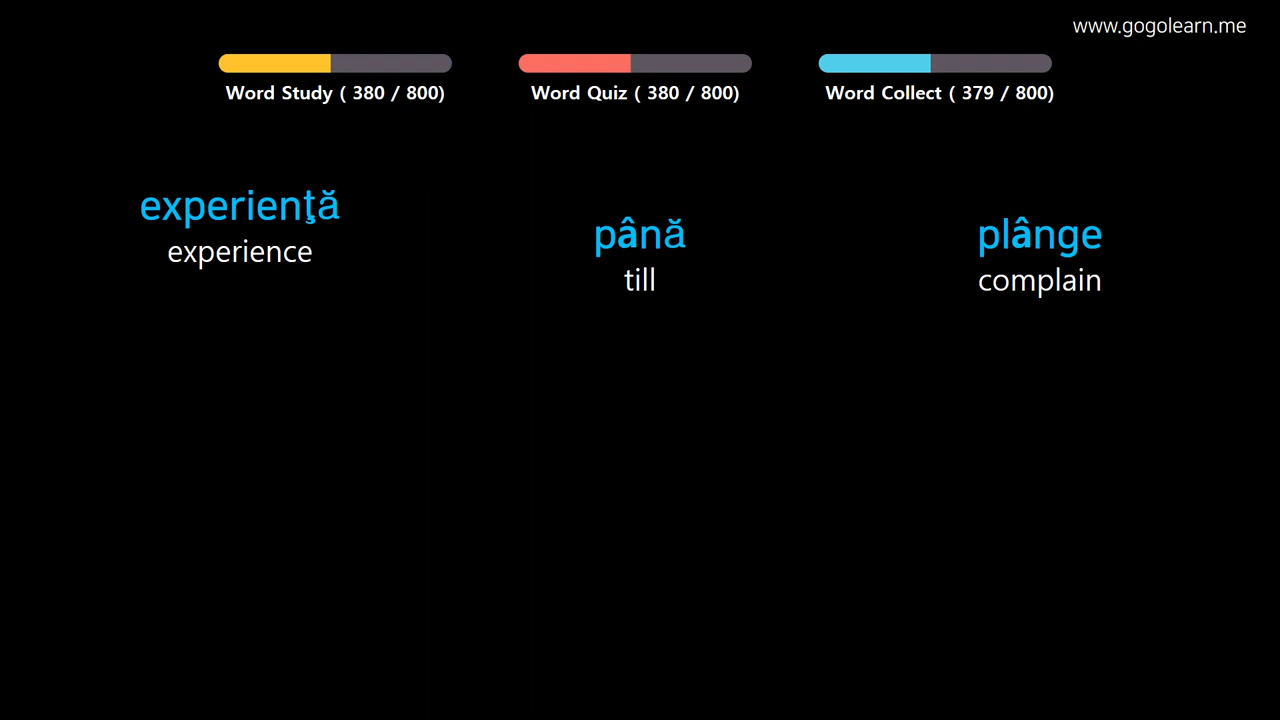 www.gogolearn.me
Word Study ( 380 / 800)
Word Quiz ( 380 / 800)
Word Collect ( 379 / 800)
experienţă
experience
până
till
plânge
complain